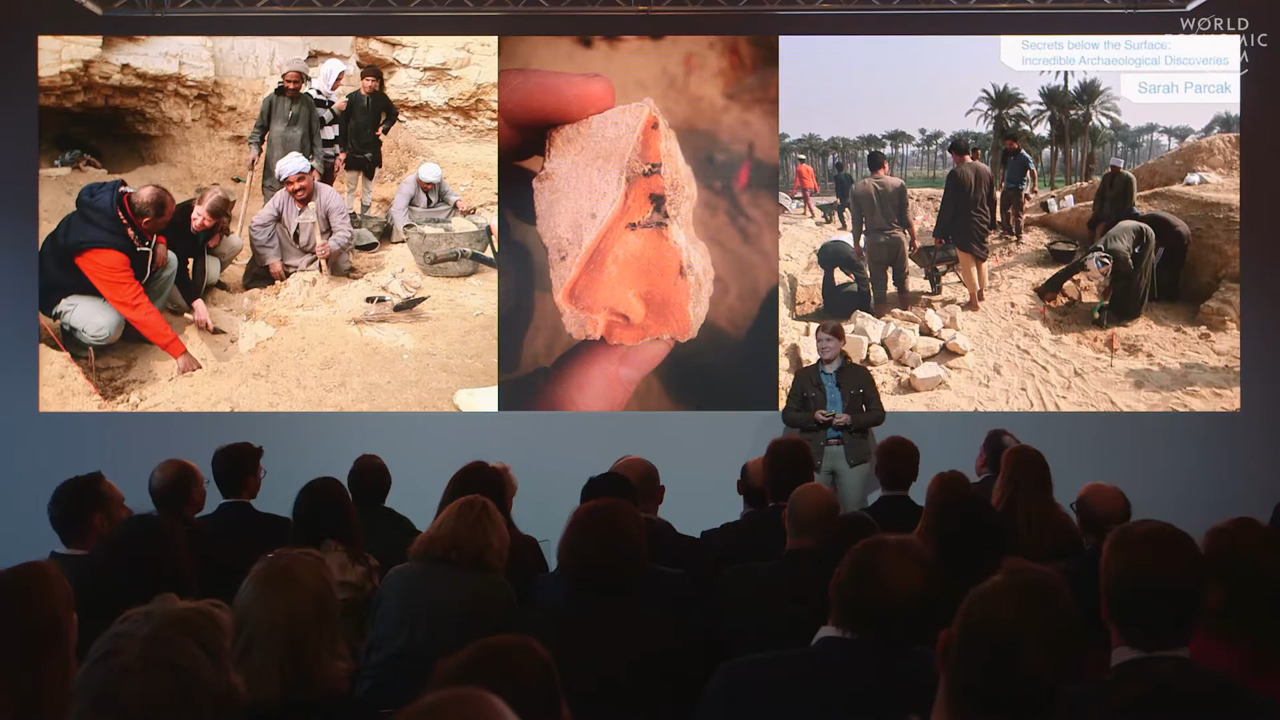 WORLD
Secrets below the Surface:
Incredible Archaeological Discoveries
Sarah Parcak